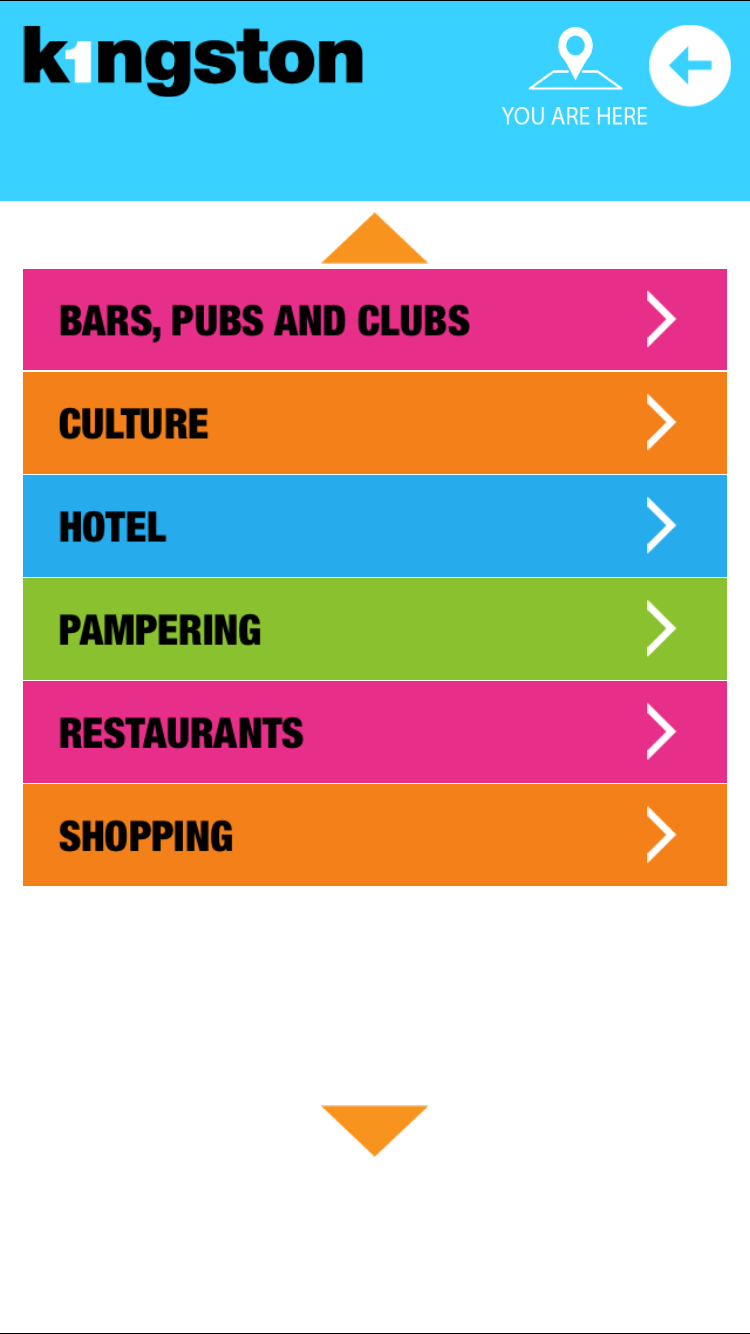 k1ngston
YOU ARE HERE
BARS, PUBS AND CLUBS
CULTURE
HOTEL
PAMPERING
RESTAURANTS
SHOPPING